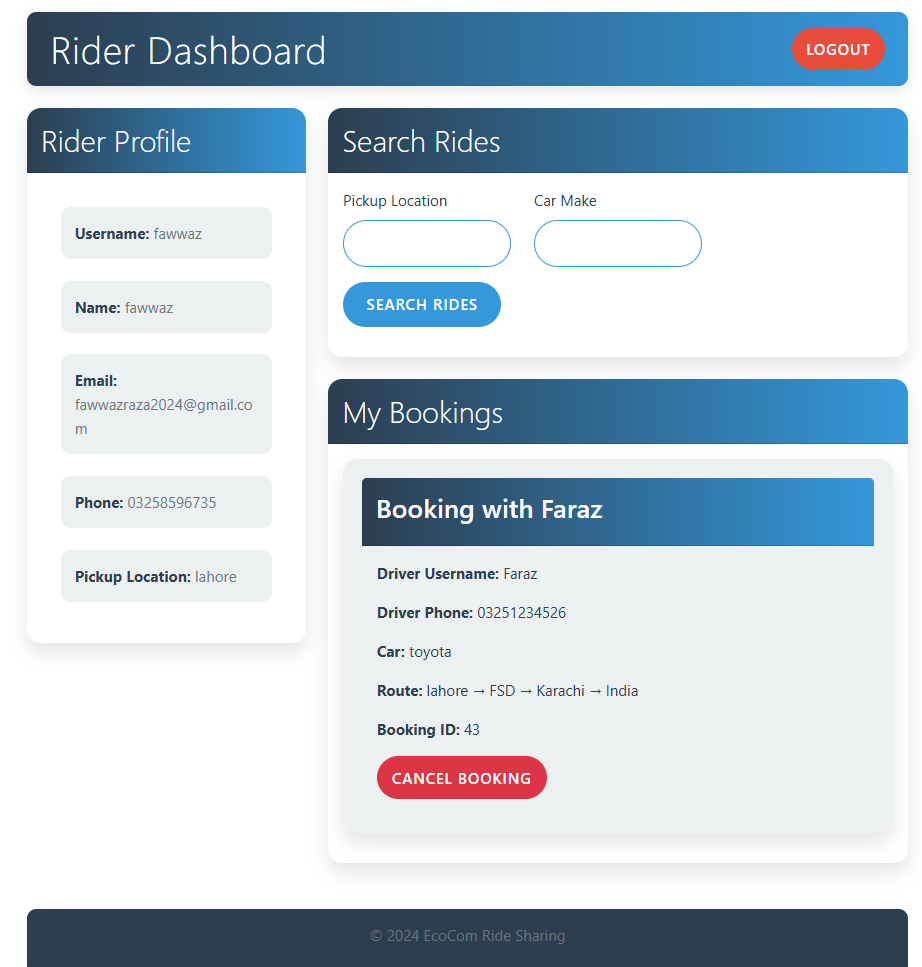 Rider Dashboard
LOGOUT
Rider Profile
Username: fawwaz
Name: fawwaz
Email:
fawwazraza2024@gmail.co
m
Phone: 03258596735
Pickup Location: lahore
Search Rides
Pickup Location
Car Make
SEARCH RIDES
My Bookings
Booking with Faraz
Driver Username: Faraz
Driver Phone: 03251234526
Car: toyota
Route: lahore → FSD → Karachi → India
Booking ID: 43
CANCEL BOOKING
© 2024 EcoCom Ride Sharing